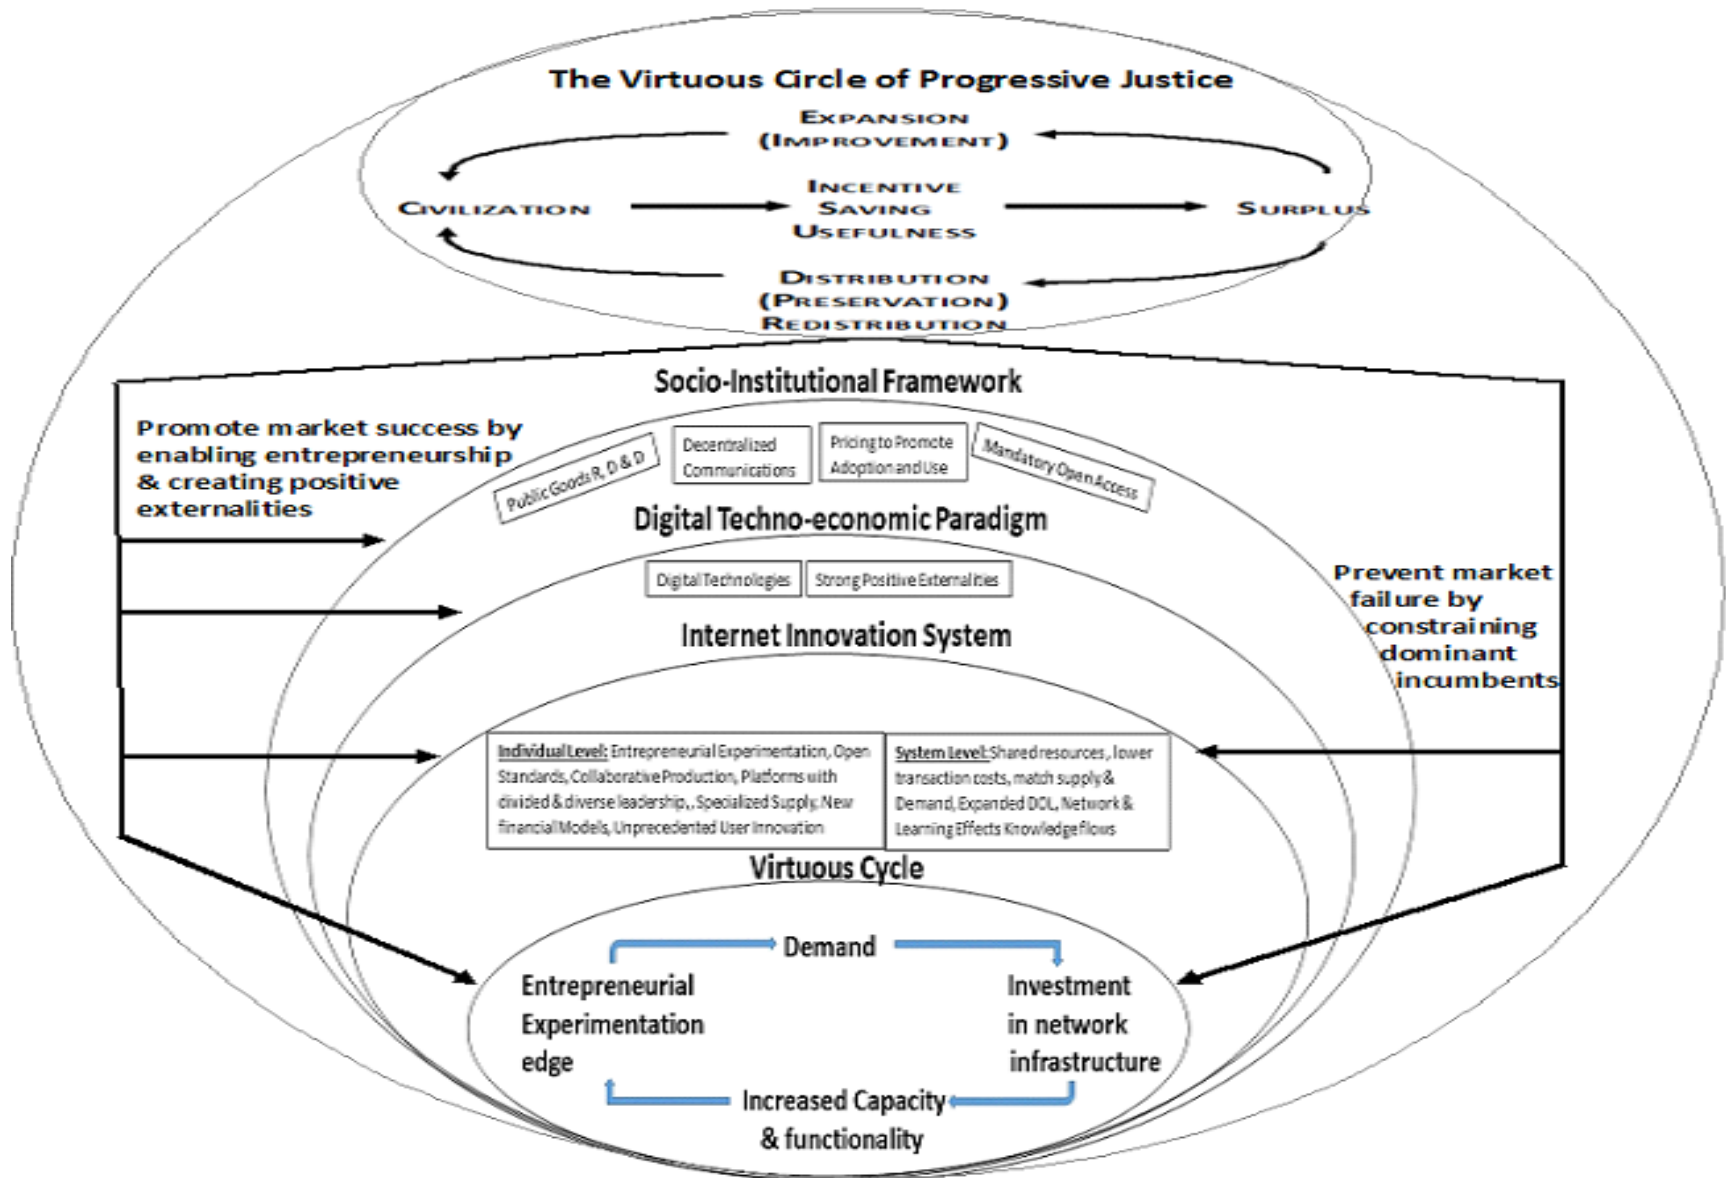 The Virtuous Circle of Progressive Justice
EXPANSION
(IMPROVEMENT)
CIVILIZATION
INCENTIVE
SAVING
USEFULNESS
SURPLUS
DISTRIBUTION
(PRESERVATION)
REDISTRIBUTION
Socio-Institutional Framework
Promote market success by
enabling entrepreneurship
& creating positive
externalities
Public Goods R, D & D
Decentralized
Communications
Pricing to Promote
Adoption and Use
Mandatory Open Access
Digital Techno-economic Paradigm
Digital Technologies
Strong Positive Externalities
Prevent market
failure by
constraining
dominant
incumbents
Internet Innovation System
Individual Level: Entrepreneurial Experimentation, Open
Standards, Collaborative Production, Platforms with
divided & diverse leadership,, Specialized Supply, New
financial Models, Unprecedented User Innovation
System Level: Shared resources, lower
transaction costs, match supply &
Demand, Expanded DOL, Network &
Learning Effects Knowledge flows
Virtuous Cycle
Demand
Entrepreneurial
Experimentation
edge
Investment
in network
infrastructure
Increased Capacity
& functionality